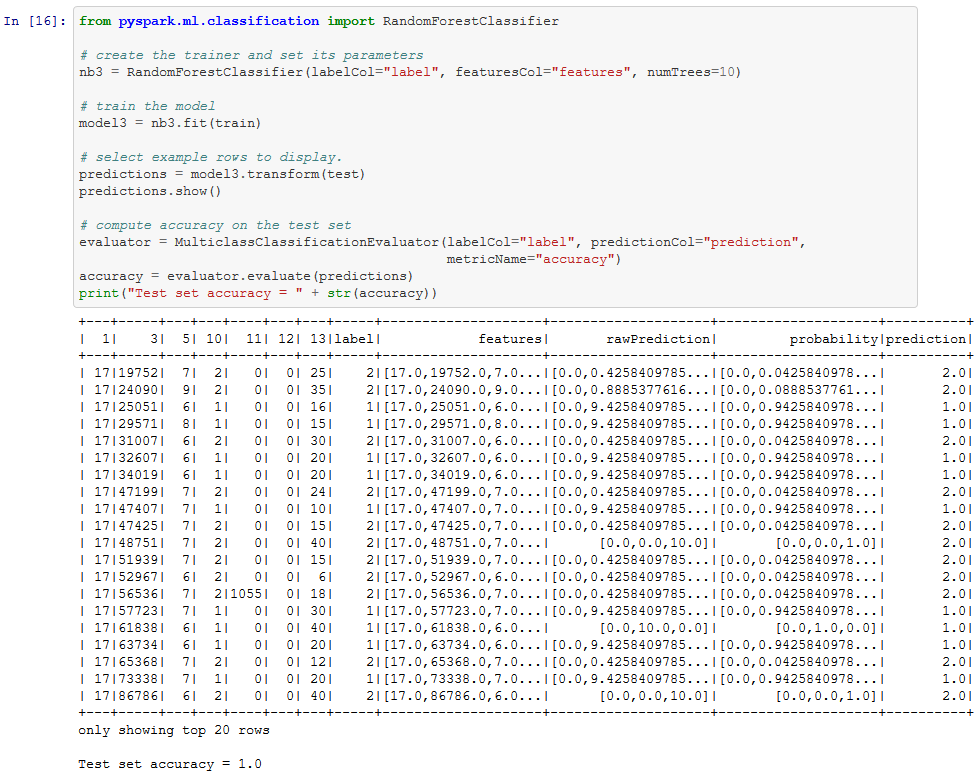 In [16]: from pyspark.ml.classification import RandomForestClassifier
# create the trainer and set its parameters
nb3 = RandomForestClassifier(labelCol="label", featuresCol="features", numTrees=10)
# train the model
model3 = nb3.fit(train)
# select example rows to display.
predictions = model3.transform(test)
predictions.show()
# compute accuracy on the test set
evaluator = MulticlassClassificationEvaluator(labelCol="label", predictionCol="prediction",
metricName="accuracy")
accuracy = evaluator.evaluate(predictions)
print("Test set accuracy = " + str(accuracy))
+---+-----+---+---+----+---+---+-----+--------------------+--------------------+--------------------+----------+
|  1|    3|  5| 10|  11| 12| 13|label|            features|       rawPrediction|         probability|prediction|
+---+-----+---+---+----+---+---+-----+--------------------+--------------------+--------------------+----------+
| 17|19752|  7|  2|   0|  0| 25|    2|[17.0,19752.0,7.0...|[0.0,0.4258409785...|[0.0,0.0425840978...|       2.0|
| 17|24090|  9|  2|   0|  0| 35|    2|[17.0,24090.0,9.0...|[0.0,0.8885377616...|[0.0,0.0888537761...|       2.0|
| 17|25051|  6|  1|   0|  0| 16|    1|[17.0,25051.0,6.0...|[0.0,9.4258409785...|[0.0,0.9425840978...|       1.0|
| 17|29571|  8|  1|   0|  0| 15|    1|[17.0,29571.0,8.0...|[0.0,9.4258409785...|[0.0,0.9425840978...|       1.0|
| 17|31007|  6|  2|   0|  0| 30|    2|[17.0,31007.0,6.0...|[0.0,0.4258409785...|[0.0,0.0425840978...|       2.0|
| 17|32607|  6|  1|   0|  0| 20|    1|[17.0,32607.0,6.0...|[0.0,9.4258409785...|[0.0,0.9425840978...|       1.0|
| 17|34019|  6|  1|   0|  0| 20|    1|[17.0,34019.0,6.0...|[0.0,9.4258409785...|[0.0,0.9425840978...|       1.0|
| 17|47199|  7|  2|   0|  0| 24|    2|[17.0,47199.0,7.0...|[0.0,0.4258409785...|[0.0,0.0425840978...|       2.0|
| 17|47407|  7|  1|   0|  0| 10|    1|[17.0,47407.0,7.0...|[0.0,9.4258409785...|[0.0,0.9425840978...|       1.0|
| 17|47425|  7|  2|   0|  0| 15|    2|[17.0,47425.0,7.0...|[0.0,0.4258409785...|[0.0,0.0425840978...|       2.0|
| 17|48751|  7|  2|   0|  0| 40|    2|[17.0,48751.0,7.0...|      [0.0,0.0,10.0]|       [0.0,0.0,1.0]|       2.0|
| 17|51939|  7|  2|   0|  0| 15|    2|[17.0,51939.0,7.0...|[0.0,0.4258409785...|[0.0,0.0425840978...|       2.0|
| 17|52967|  6|  2|   0|  0|  6|    2|[17.0,52967.0,6.0...|[0.0,0.4258409785...|[0.0,0.0425840978...|       2.0|
| 17|56536|  7|  2|1055|  0| 18|    2|[17.0,56536.0,7.0...|[0.0,0.4258409785...|[0.0,0.0425840978...|       2.0|
| 17|57723|  7|  1|   0|  0| 30|    1|[17.0,57723.0,7.0...|[0.0,9.4258409785...|[0.0,0.9425840978...|       1.0|
| 17|61838|  6|  1|   0|  0| 40|    1|[17.0,61838.0,6.0...|      [0.0,10.0,0.0]|       [0.0,1.0,0.0]|       1.0|
| 17|63734|  6|  1|   0|  0| 20|    1|[17.0,63734.0,6.0...|[0.0,9.4258409785...|[0.0,0.9425840978...|       1.0|
| 17|65368|  7|  2|   0|  0| 12|    2|[17.0,65368.0,7.0...|[0.0,0.4258409785...|[0.0,0.0425840978...|       2.0|
| 17|73338|  7|  1|   0|  0| 20|    1|[17.0,73338.0,7.0...|[0.0,9.4258409785...|[0.0,0.9425840978...|       1.0|
| 17|86786|  6|  2|   0|  0| 40|    2|[17.0,86786.0,6.0...|      [0.0,0.0,10.0]|       [0.0,0.0,1.0]|       2.0|
+---+-----+---+---+----+---+---+-----+--------------------+--------------------+--------------------+----------+
only showing top 20 rows
Test set accuracy = 1.0